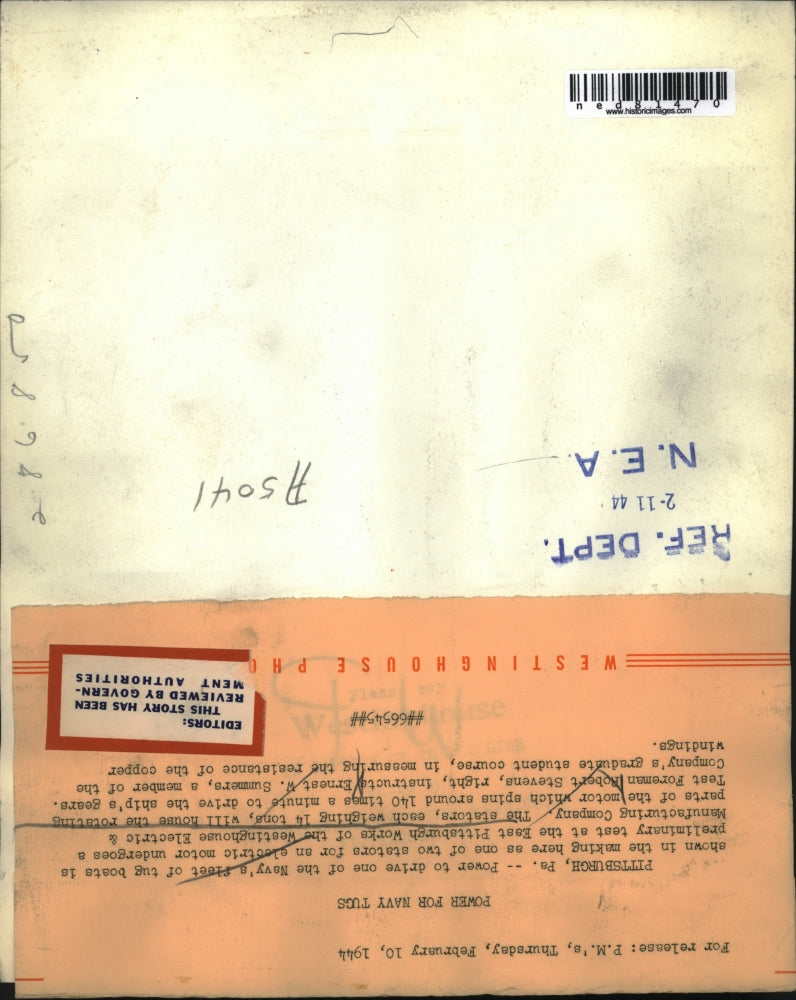 For release: P.M.'s, Thursday, February 10, 1944
POWER FOR NAVY TUGS
PITTSBURGH, Pa. -- Power to drive one of the Navy's fleet of tug boats is
shown in the making here as one of two stators for an electric motor undergoes a
preliminary test at the East Pittsburgh Works of the Westinghouse Electric &
Manufacturing Company. The stators, each weighing 14 tons, will house the rotating
parts of the motor which spins around 140 times a minute to drive the ship's gears.
Test Foreman Robert Stevens, right, instructs Ernest W. Summers, a member of the
Company's graduate student course, in measuring the resistance of the copper
windings.
##66545##
EDITORS:
THIS STORY HAS BEEN
REVIEWED BY GOVERN-
MENT AUTHORITIES
WESTINGHOUSE PHO
REF. DEPT.
2-11 44
N.E.A.
A5041
ned81470
www.historicimages.com